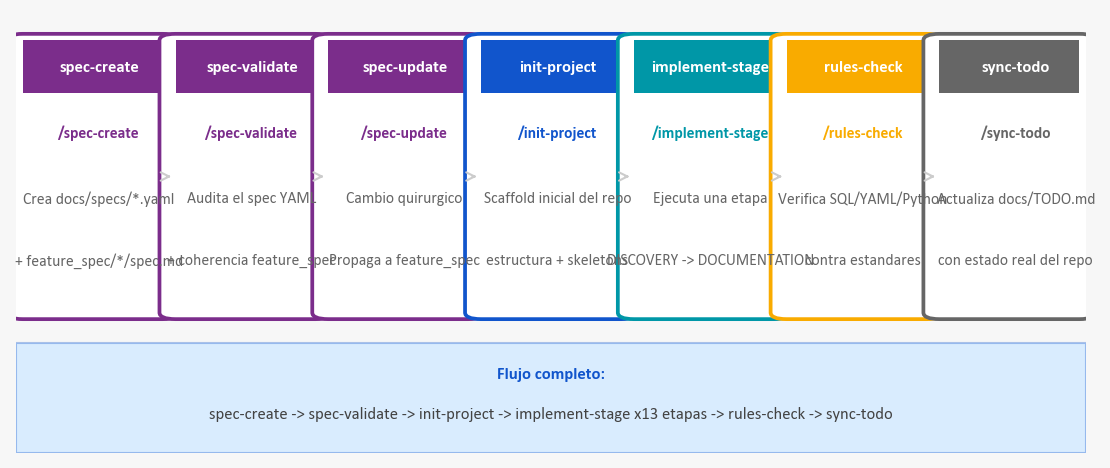 spec-create
/spec-create
Crea docs/specs/*.yaml
+ feature_spec/*/spec.md
spec-validate
/spec-validate
Audita el spec YAML
+ coherencia feature_spec
spec-update
/spec-update
Cambio quirurgico
Propaga a feature_spec
init-project
/init-project
Scaffold inicial del repo
estructura + skeletons
implement-stage
/implement-stage
Ejecuta una etapa
DISCOVERY -> DOCUMENTATION
rules-check
/rules-check
Verifica SQL/YAML/Python
contra estandares
sync-todo
/sync-todo
Actualiza docs/TODO.md
con estado real del repo
Flujo completo:
spec-create -> spec-validate -> init-project -> implement-stage x13 etapas -> rules-check -> sync-todo